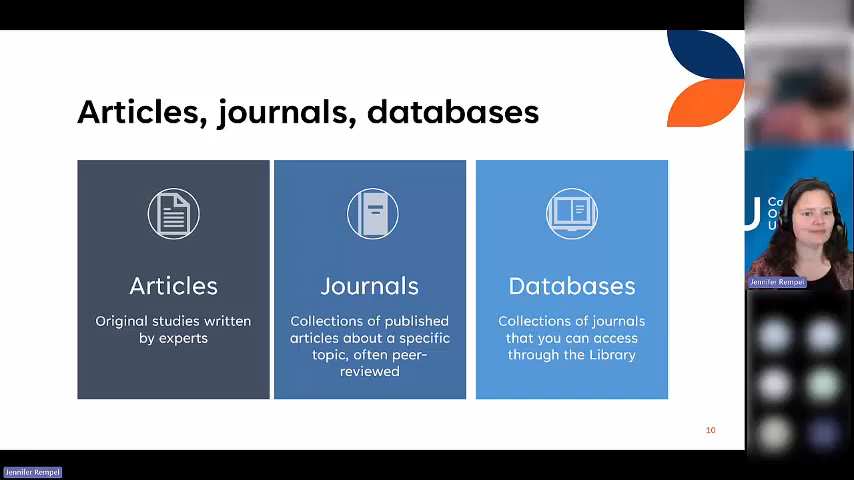 Articles, journals, databases
Articles
Original studies written
by experts
Journals
Collections of published
articles about a specific
topic, often peer-
reviewed
Databases
Collections of journals
that you can access
through the Library
10
U
Ca
O
U
Jennifer Rempel
Jennifer Rempel